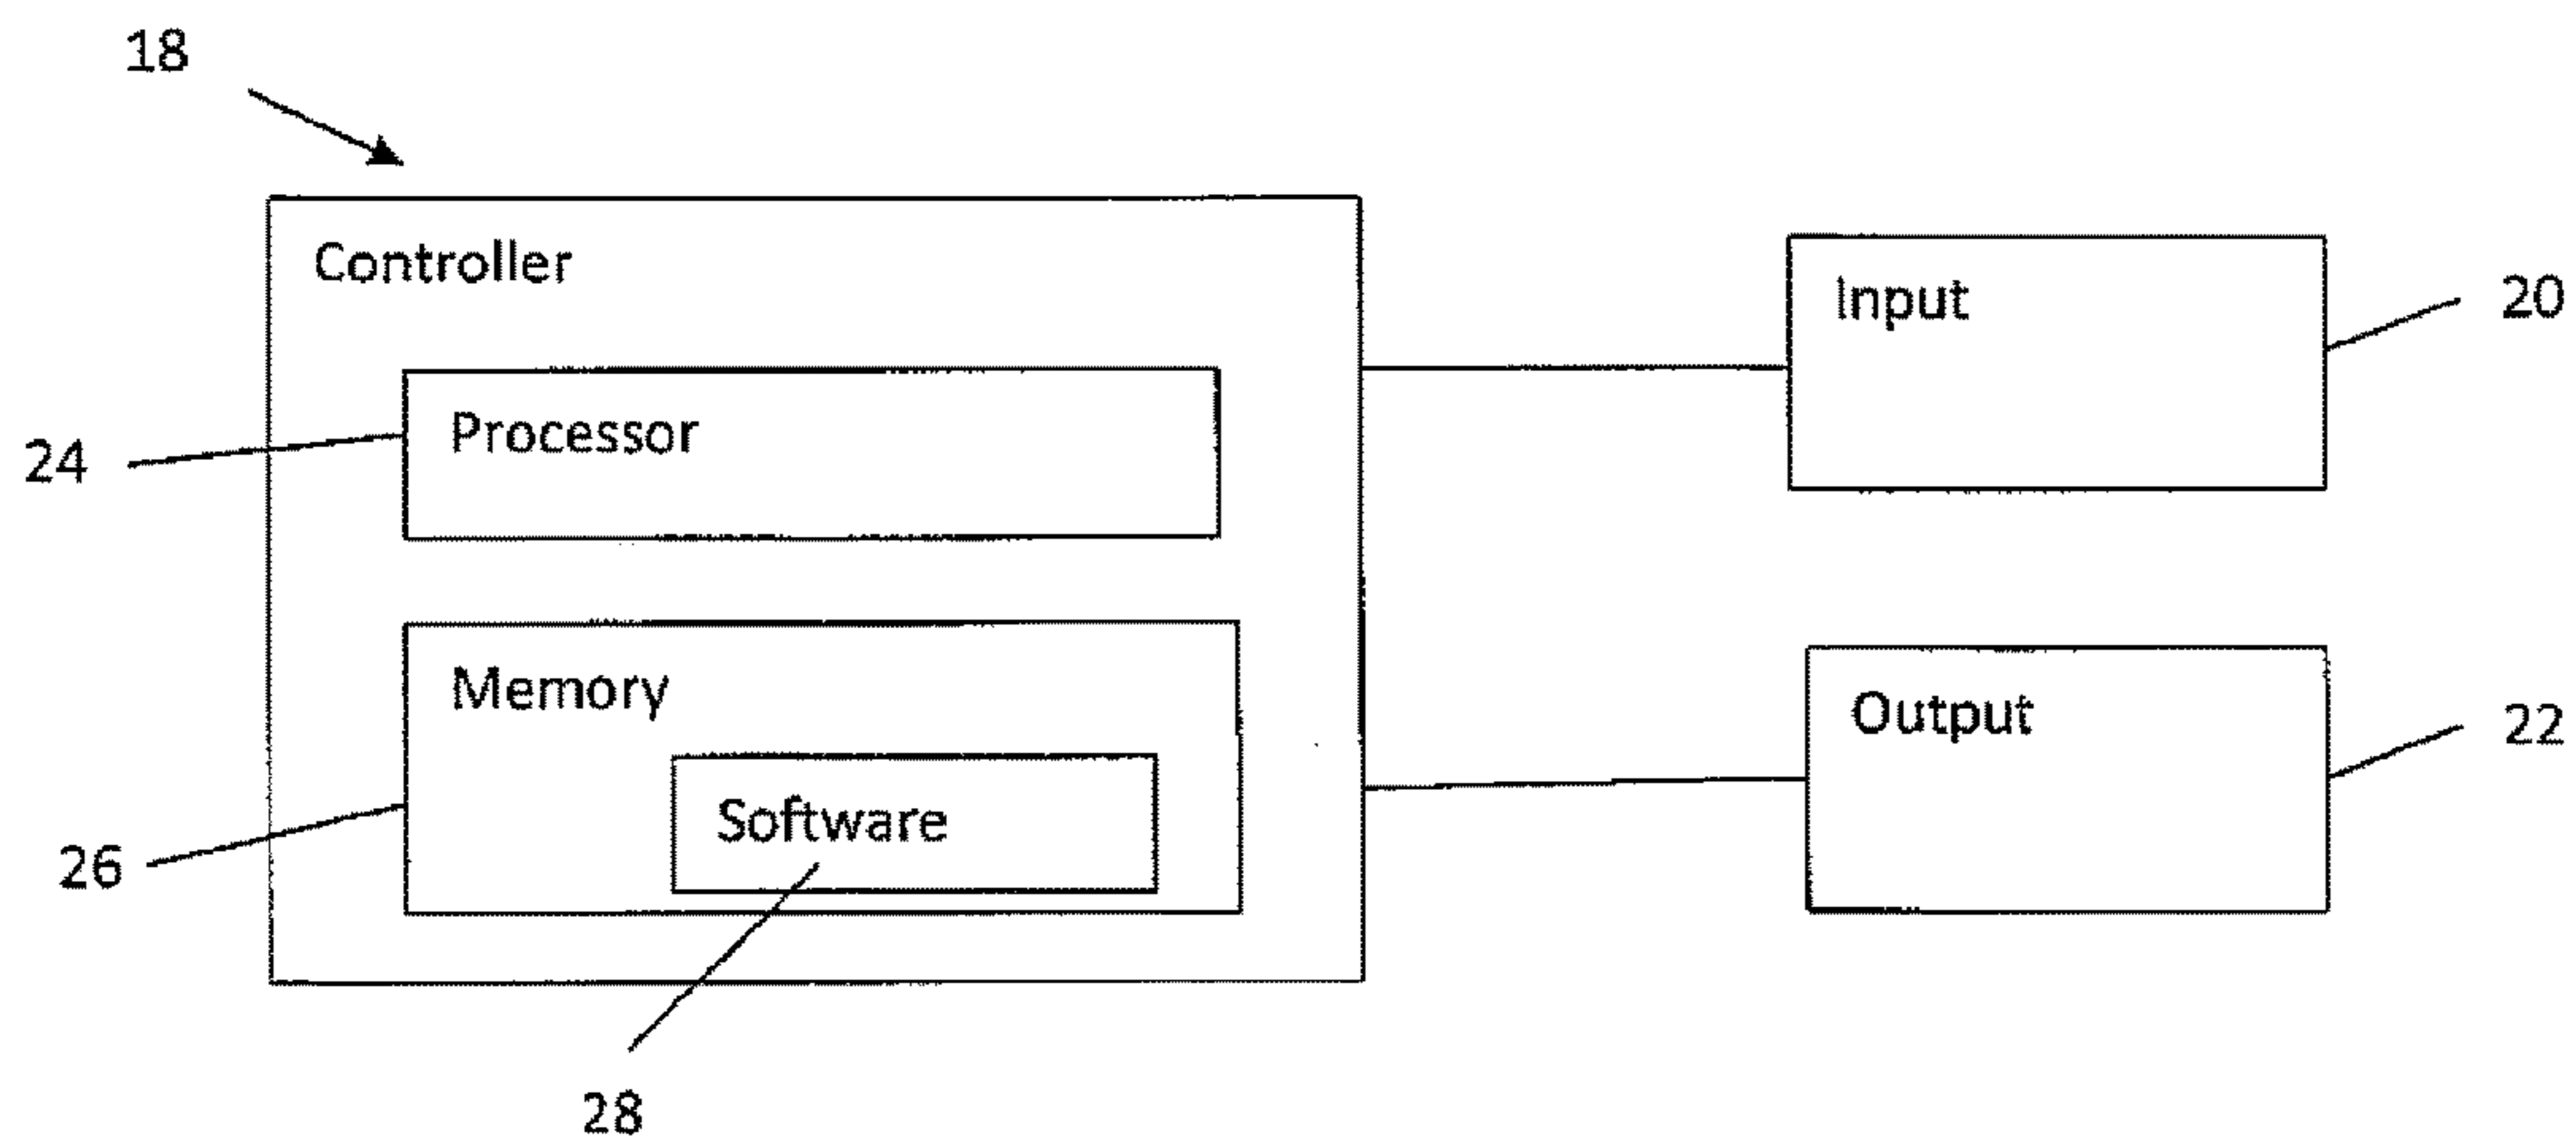 18
Controller
Input
20
Processor
24
Memory
Output
22
Software
26
28